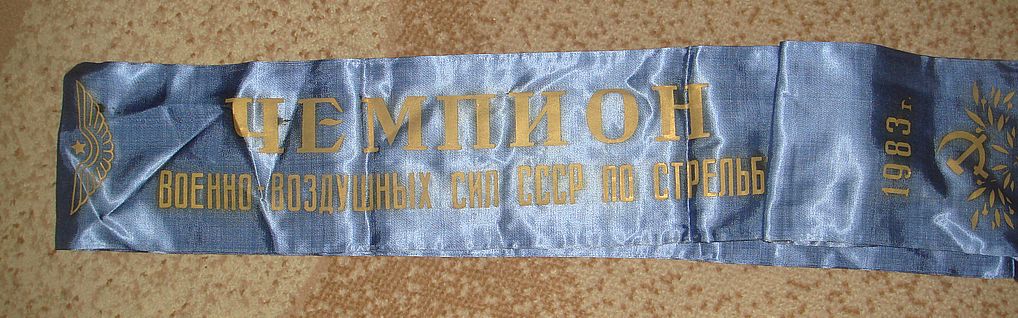 ЧЕМПИОН
ВОЕННО-ВОЗДУШНЫХ СИЛ СССР ПО СТРЕЛЬБ
1983 г.